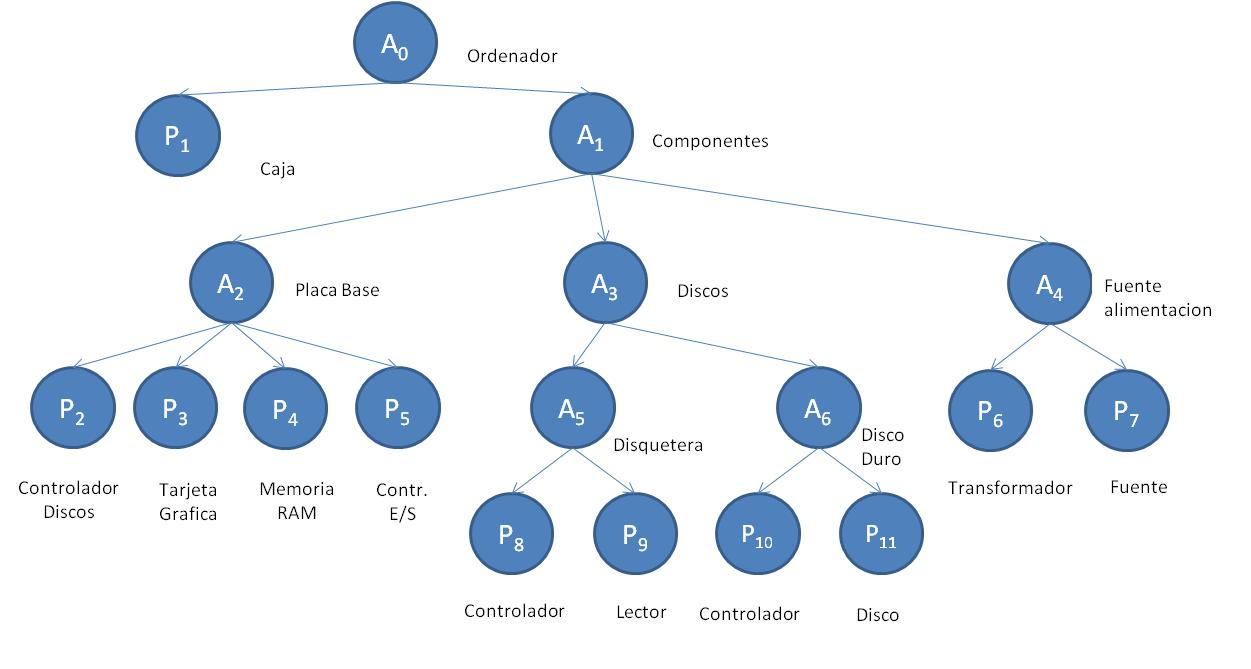 A0
Ordenador
P1
A1
Componentes
Caja
A2
Placa Base
A3
Discos
A4
Fuente
alimentacion
P2
P3
P4
P5
A5
A6
P6
P7
Disquetera
Disco
Duro
Controlador
Discos
Tarjeta
Grafica
Memoria
RAM
Contr.
E/S
Transformador
Fuente
P8
P9
P10
P11
Controlador
Lector
Controlador
Disco